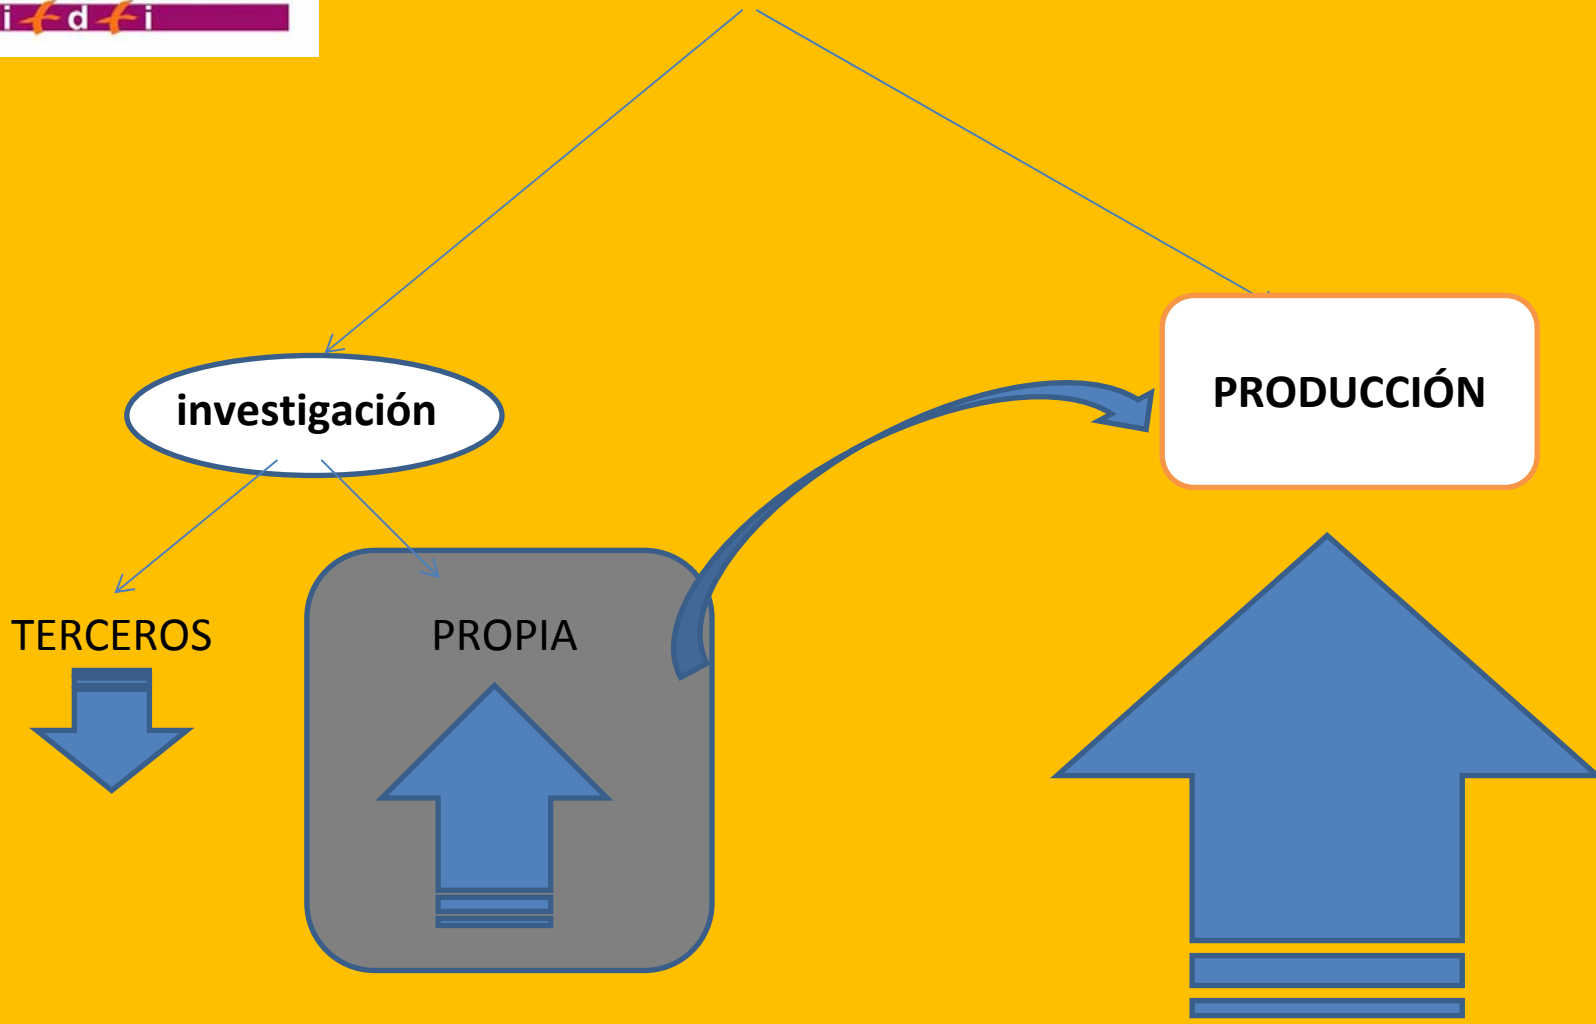 i+d+i
investigación
PRODUCCIÓN
TERCEROS
PROPIA